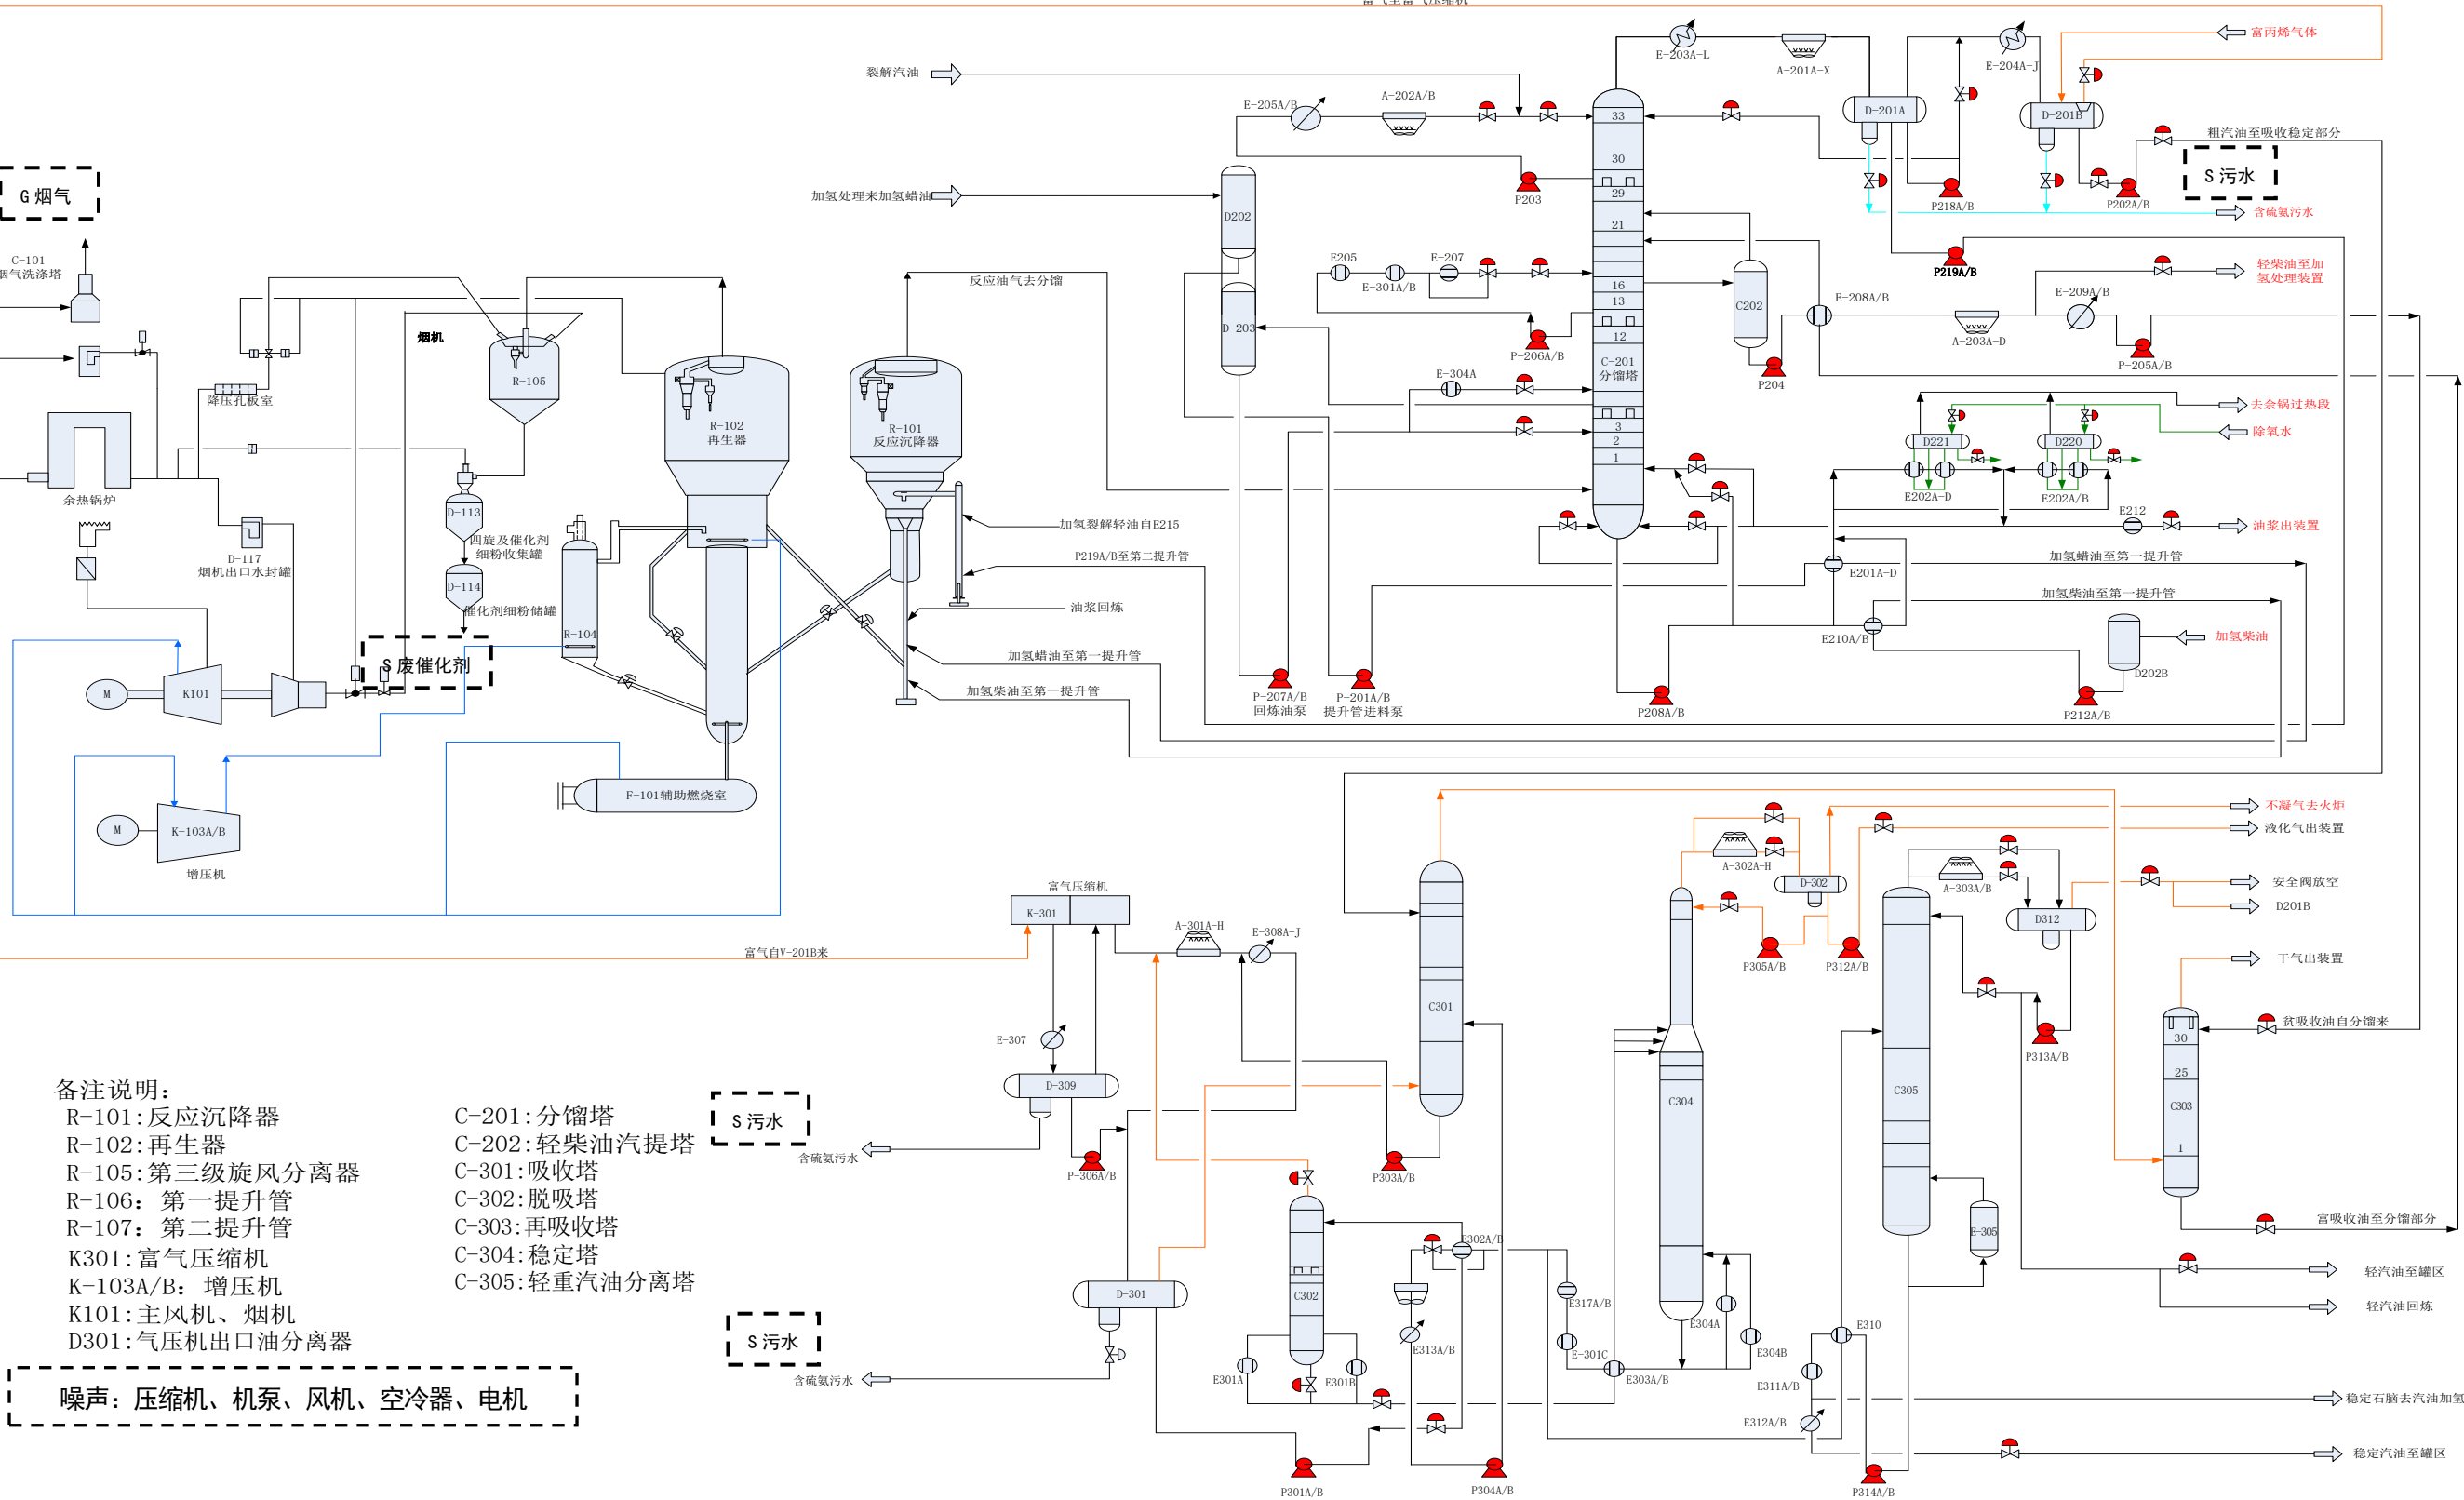 富气至富气压缩机
裂解汽油
E-205A/B
A-202A/B
E-203A-L
A-201A-X
E-204A-J
富丙烯气体
D-201A
D-201B
粗汽油至吸收稳定部分
S 污水
含硫氨污水
P218A/B
P202A/B
P219A/B
P203
33
30
29
21
16
13
12
C-201
分馏塔
3
2
1
G 烟气
C-101
烟气洗涤塔
加氢处理来加氢蜡油
D202
D-203
反应油气去分馏
E205
E-301A/B
E-207
P-206A/B
E-304A
C202
P204
E-208A/B
A-203A-D
E-209A/B
P-205A/B
轻柴油至加
氢处理装置
烟机
R-105
降压孔板室
R-102
再生器
R-101
反应沉降器
余热锅炉
D-117
烟机出口水封罐
D-113
四旋及催化剂
细粉收集罐
D-114
催化剂细粉储罐
R-104
S 废催化剂
加氢裂解轻油自E215
P219A/B至第二提升管
油浆回炼
加氢蜡油至第一提升管
加氢柴油至第一提升管
去余锅过热段
除氧水
D221
D220
E202A-D
E202A/B
E212
油浆出装置
E201A-D
加氢蜡油至第一提升管
加氢柴油至第一提升管
E210A/B
加氢柴油
D202B
P212A/B
P208A/B
P-207A/B
回炼油泵
P-201A/B
提升管进料泵
M
K101
M
K-103A/B
增压机
F-101辅助燃烧室
富气压缩机
K-301
富气自V-201B来
A-301A-H
E-308A-J
E-307
D-309
P-306A/B
S 污水
含硫氨污水
C301
P303A/B
A-302A-H
D-302
P305A/B
P312A/B
不凝气去火炬
液化气出装置
A-303A/B
D312
安全阀放空
D201B
干气出装置
P313A/B
贫吸收油自分馏来
30
25
C303
1
富吸收油至分馏部分
C304
C305
E-305
轻汽油至罐区
轻汽油回炼
D-301
C302
E301A
E301B
E302A/B
E313A/B
E317A/B
E-301C
E303A/B
E304A
E304B
E310
E311A/B
E312A/B
稳定石脑去汽油加氢
稳定汽油至罐区
P301A/B
P304A/B
P314A/B
S 污水
含硫氨污水
备注说明：
R-101:反应沉降器
R-102:再生器
R-105:第三级旋风分离器
R-106：第一提升管
R-107：第二提升管
K301:富气压缩机
K-103A/B：增压机
K101:主风机、烟机
D301:气压机出口油分离器
C-201:分馏塔
C-202:轻柴油汽提塔
C-301:吸收塔
C-302:脱吸塔
C-303:再吸收塔
C-304:稳定塔
C-305:轻重汽油分离塔
噪声：压缩机、机泵、风机、空冷器、电机